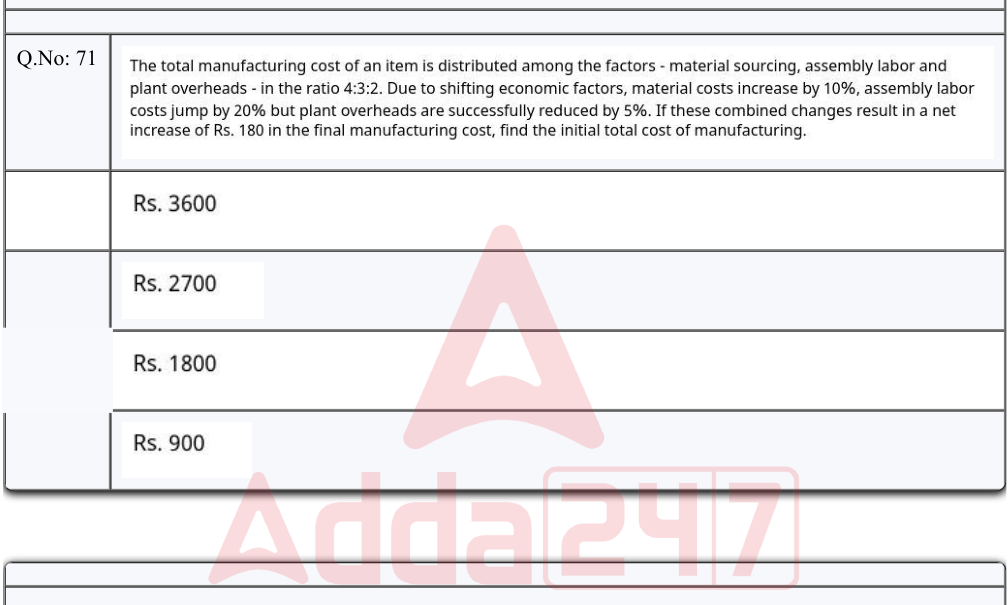 Q.No: 71
The total manufacturing cost of an item is distributed among the factors - material sourcing, assembly labor and
plant overheads - in the ratio 4:3:2. Due to shifting economic factors, material costs increase by 10%, assembly labor
costs jump by 20% but plant overheads are successfully reduced by 5%. If these combined changes result in a net
increase of Rs. 180 in the final manufacturing cost, find the initial total cost of manufacturing.
Rs. 3600
Rs. 2700
Rs. 1800
Rs. 900
Adda247